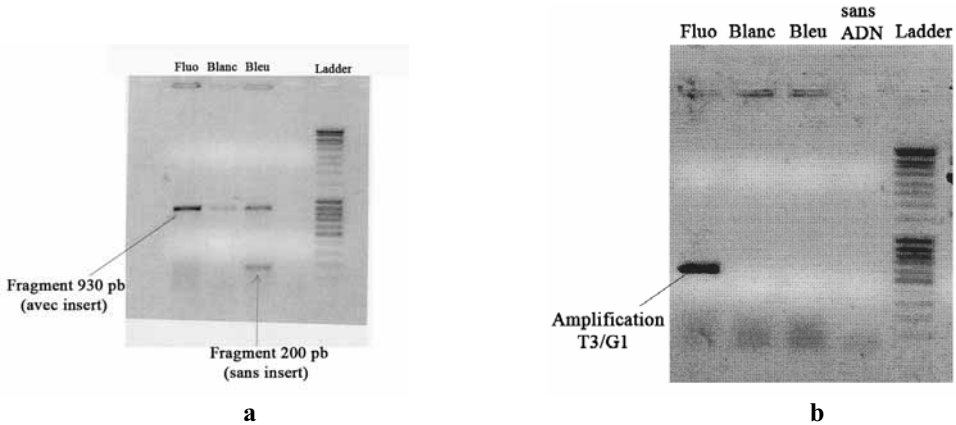 Fluo Blanc Bleu Ladder
Fragment 930 pb
(avec insert)
Fragment 200 pb
(sans insert)
a
sans
Fluo Blanc Bleu ADN Ladder
Amplification
T3/G1
b